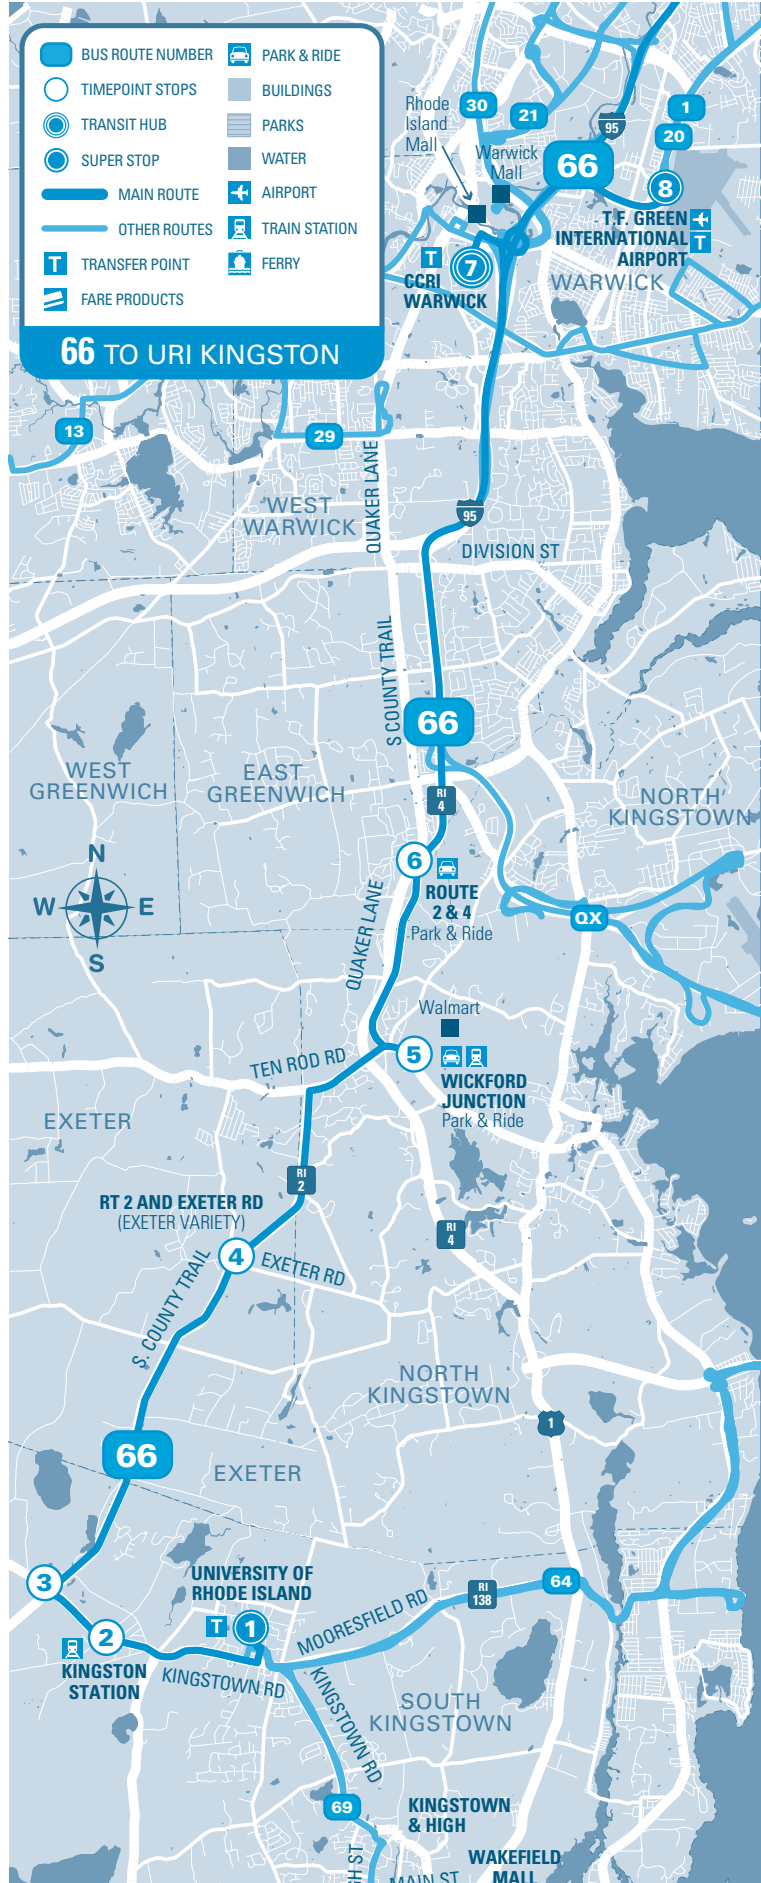 BUS ROUTE NUMBER
TIMEPOINT STOPS
TRANSIT HUB
SUPER STOP
MAIN ROUTE
OTHER ROUTES
T TRANSFER POINT
FARE PRODUCTS
PARK & RIDE
BUILDINGS
PARKS
WATER
AIRPORT
TRAIN STATION
FERRY
66 TO URI KINGSTON
30
21
1
20
95
66
8
Rhode
Island
Mall
Warwick
Mall
T.F. GREEN
INTERNATIONAL
AIRPORT
T
T
7
CCRI
WARWICK
WARWICK
13
29
QUAKER LANE
WEST
WARWICK
95
DIVISION ST
S COUNTY TRAIL
66
WEST
GREENWICH
EAST
GREENWICH
RI
4
NORTH
KINGSTOWN
N
W
E
S
6
ROUTE
2 & 4
Park & Ride
QX
QUAKER LANE
Walmart
5
WICKFORD
JUNCTION
Park & Ride
TEN ROD RD
EXETER
RI
2
RT 2 AND EXETER RD
(EXETER VARIETY)
4
EXETER RD
RI
4
S. COUNTY TRAIL
NORTH
KINGSTOWN
1
66
EXETER
3
UNIVERSITY OF
RHODE ISLAND
T
1
2
KINGSTON
STATION
KINGSTOWN RD
MOORESFIELD RD
RI
138
64
KINGSTOWN RD
SOUTH
KINGSTOWN
69
KINGSTOWN
& HIGH
GH ST
MAIN ST
WAKEFIELD
MALL